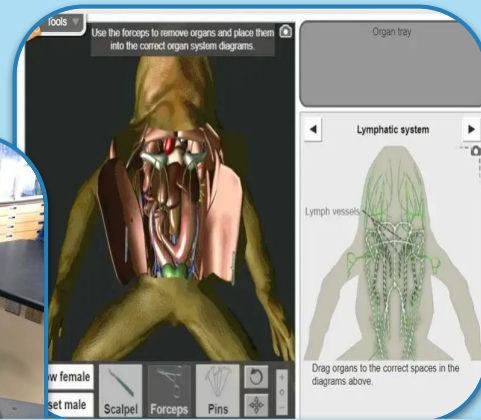 Tools
Use the forceps to remove organs and place them
into the correct organ system diagrams.
Organ tray
Lymphatic system
Lymph vessels
Drag organs to the correct spaces in the
diagrams above.
ow female
set male
Scalpel
Forceps
Pins